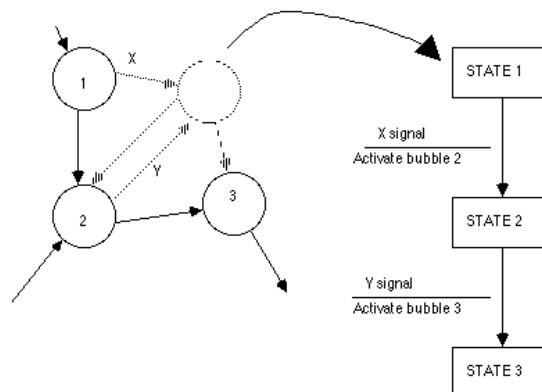 X
1
STATE 1
X signal
Activate bubble 2
Y
2
3
STATE 2
Y signal
Activate bubble 3
STATE 3